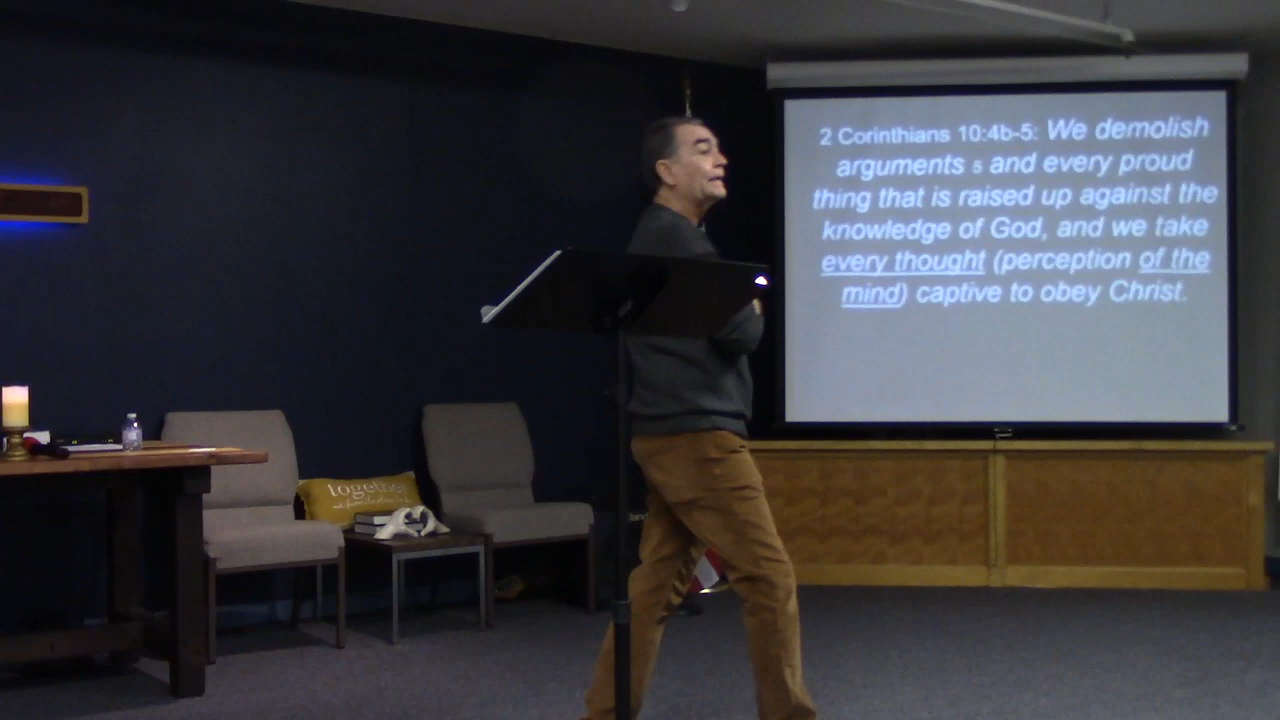 2 Corinthians 10:4b-5: We demolish
arguments 5 and every proud
thing that is raised up against the
knowledge of God, and we take
every thought (perception of the
mind) captive to obey Christ.
together